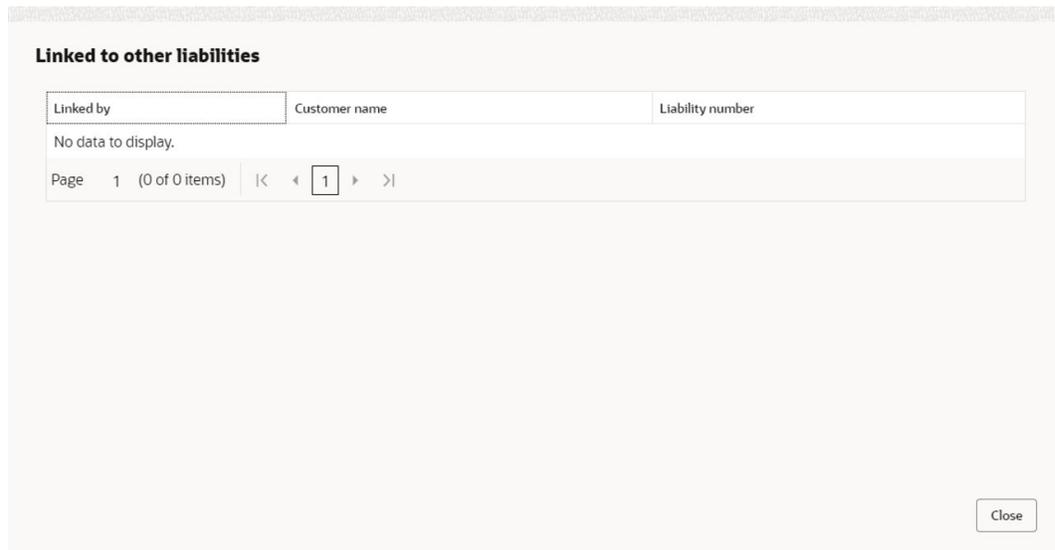 Linked to other liabilities
Linked by Customer name Liability number
No data to display.
Page 1 (0 of 0 items) 1
Close